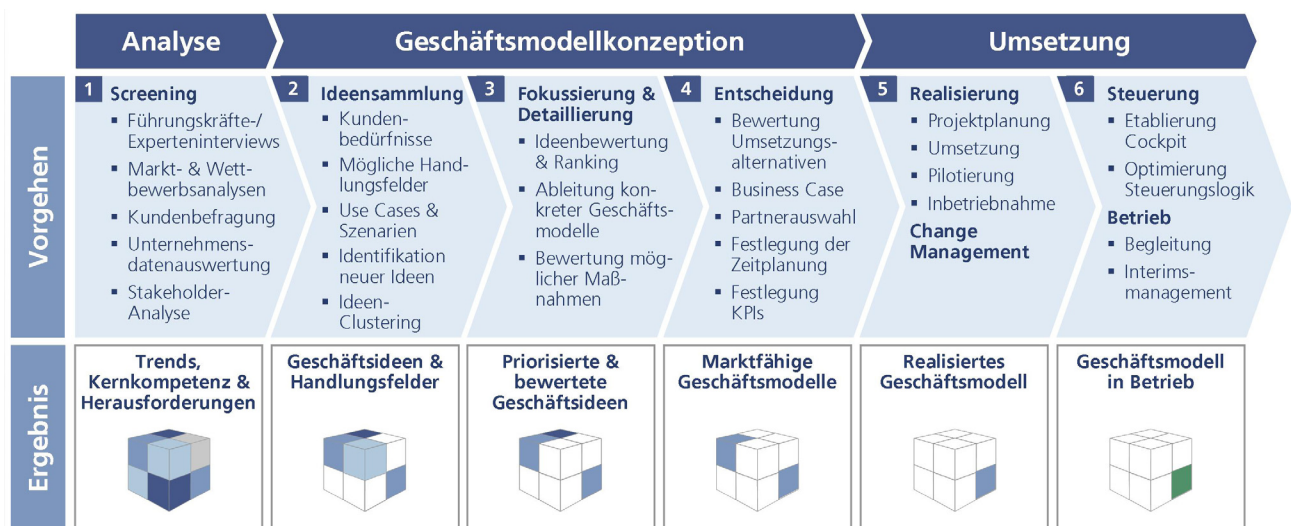 Analyse
Geschäftsmodellkonzeption
Umsetzung
Vorgehen
1 Screening
▪ Führungskräfte-/
Experteninterviews
▪ Markt- & Wett-
bewerbsanalysen
▪ Kundenbefragung
▪ Unternehmens-
datenauswertung
▪ Stakeholder-
Analyse
2 Ideensammlung
▪ Kunden-
bedürfnisse
▪ Mögliche Hand-
lungsfelder
▪ Use Cases &
Szenarien
▪ Identifikation
neuer Ideen
▪ Ideen-
Clustering
3 Fokussierung &
Detaillierung
▪ Ideenbewertung
& Ranking
▪ Ableitung kon-
kreter Geschäfts-
modelle
▪ Bewertung mög-
licher Maß-
nahmen
4 Entscheidung
▪ Bewertung
Umsetzungs-
alternativen
▪ Business Case
▪ Partnerauswahl
▪ Festlegung der
Zeitplanung
▪ Festlegung
KPIs
5 Realisierung
▪ Projektplanung
▪ Umsetzung
▪ Pilotierung
▪ Inbetriebnahme
Change
Management
6 Steuerung
▪ Etablierung
Cockpit
▪ Optimierung
Steuerungslogik
Betrieb
▪ Begleitung
▪ Interims-
management
Ergebnis
Trends,
Kernkompetenz &
Herausforderungen
Geschäftsideen &
Handlungsfelder
Priorisierte &
bewertete
Geschäftsideen
Marktfähige
Geschäftsmodelle
Realisiertes
Geschäftsmodell
Geschäftsmodell
in Betrieb